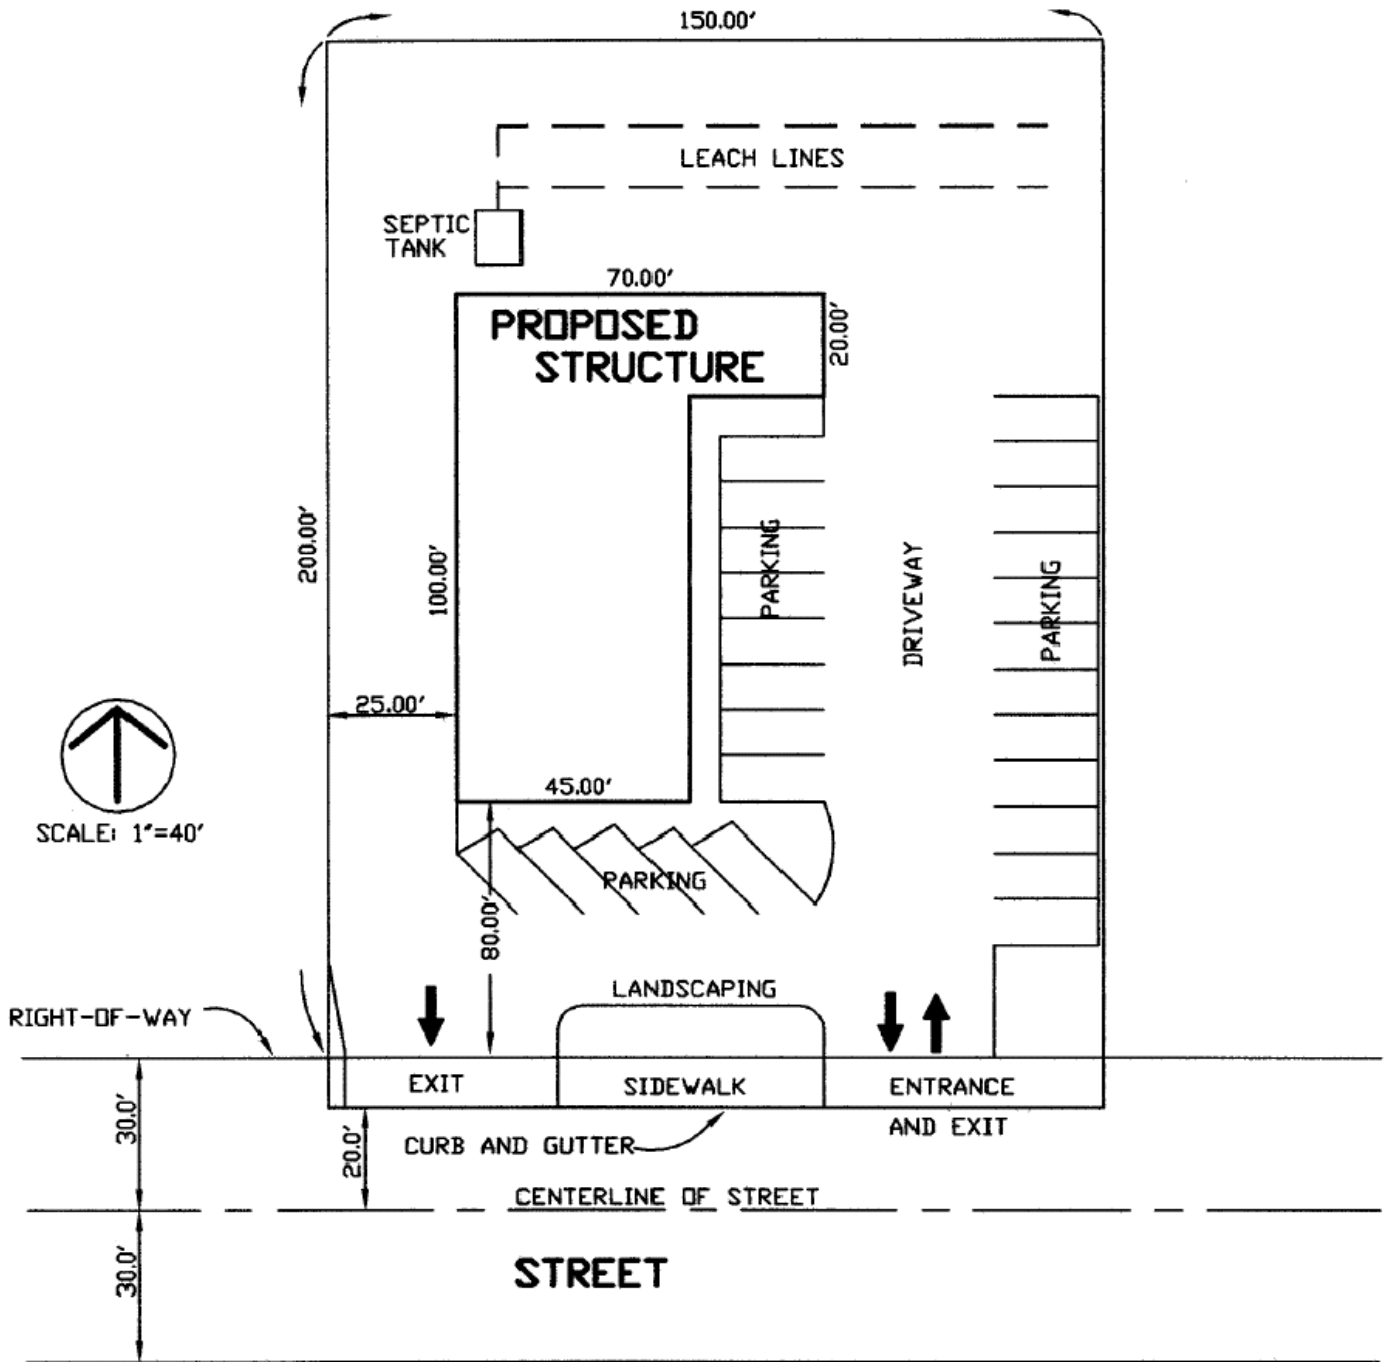 150.00'
LEACH LINES
SEPTIC
TANK
70.00'
PROPOSED
STRUCTURE
20.00'
200.00'
100.00'
PARKING
DRIVEWAY
PARKING
25.00'
45.00'
SCALE: 1"=40'
PARKING
80.00'
LANDSCAPING
RIGHT-OF-WAY
EXIT
SIDEWALK
ENTRANCE
AND EXIT
30.0'
20.0'
CURB AND GUTTER
CENTERLINE OF STREET
30.0'
STREET